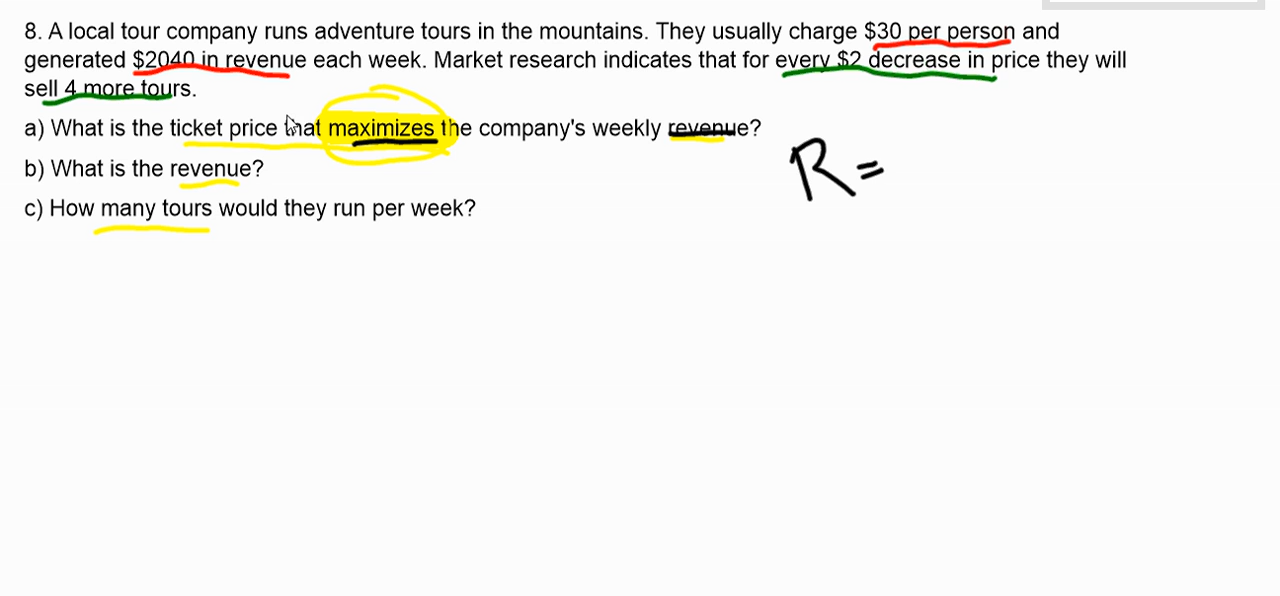 8. A local tour company runs adventure tours in the mountains. They usually charge $30 per person and
generated $2040 in revenue each week. Market research indicates that for every $2 decrease in price they will
sell 4 more tours.
a) What is the ticket price that maximizes the company's weekly revenue?
R=
b) What is the revenue?
c) How many tours would they run per week?